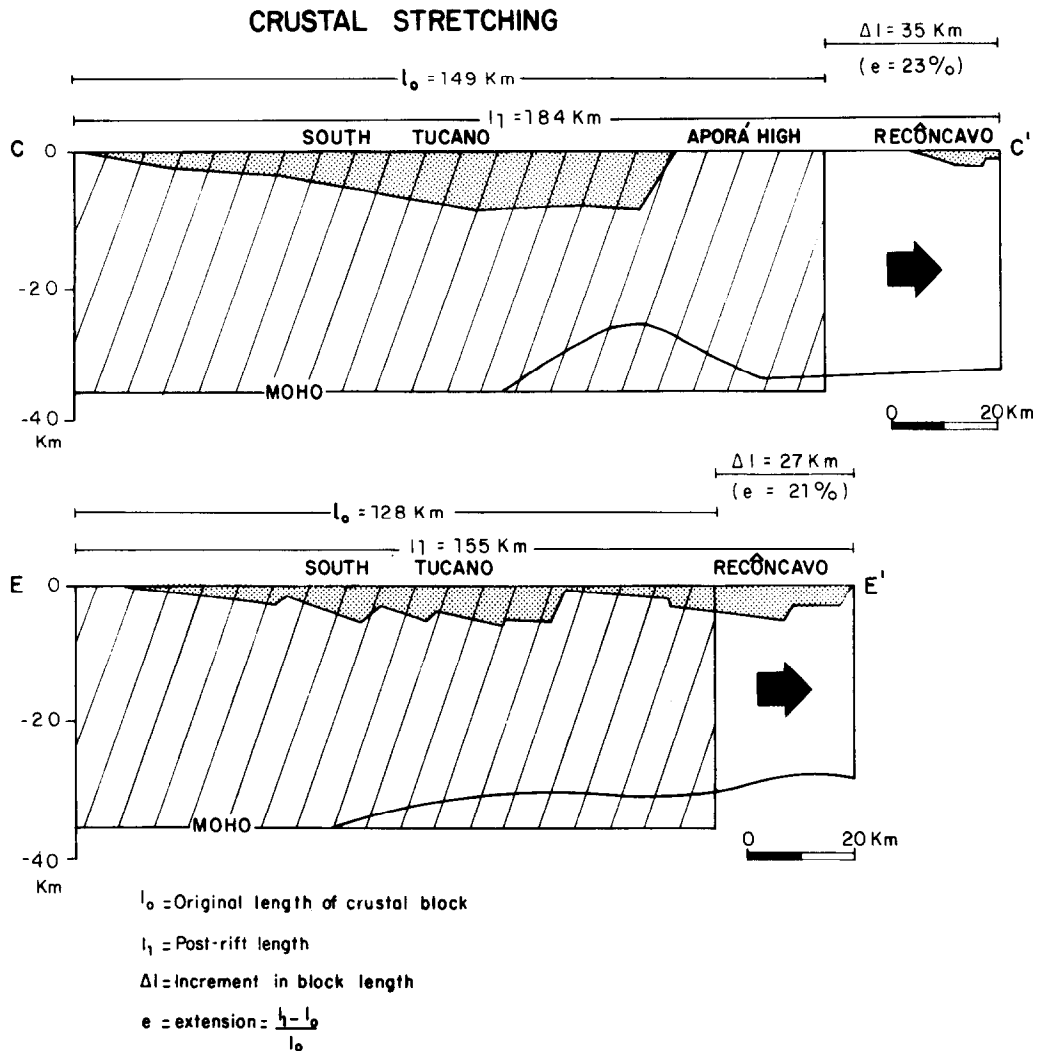 CRUSTAL STRETCHING
Δl = 35 Km
(e = 23%)
l₀ = 149 Km
l₁ = 184 Km
SOUTH TUCANO APORÁ HIGH RECÔNCAVO
C 0 C'
-20
MOHO
-40
Km
0 20 Km
Δl = 27 Km
(e = 21%)
l₀ = 128 Km
l₁ = 155 Km
SOUTH TUCANO RECÔNCAVO
E 0 E'
-20
MOHO
-40
Km
0 20 Km
l₀ = Original length of crustal block
l₁ = Post-rift length
Δl = Increment in block length
e = extension = l₁ - l₀
l₀